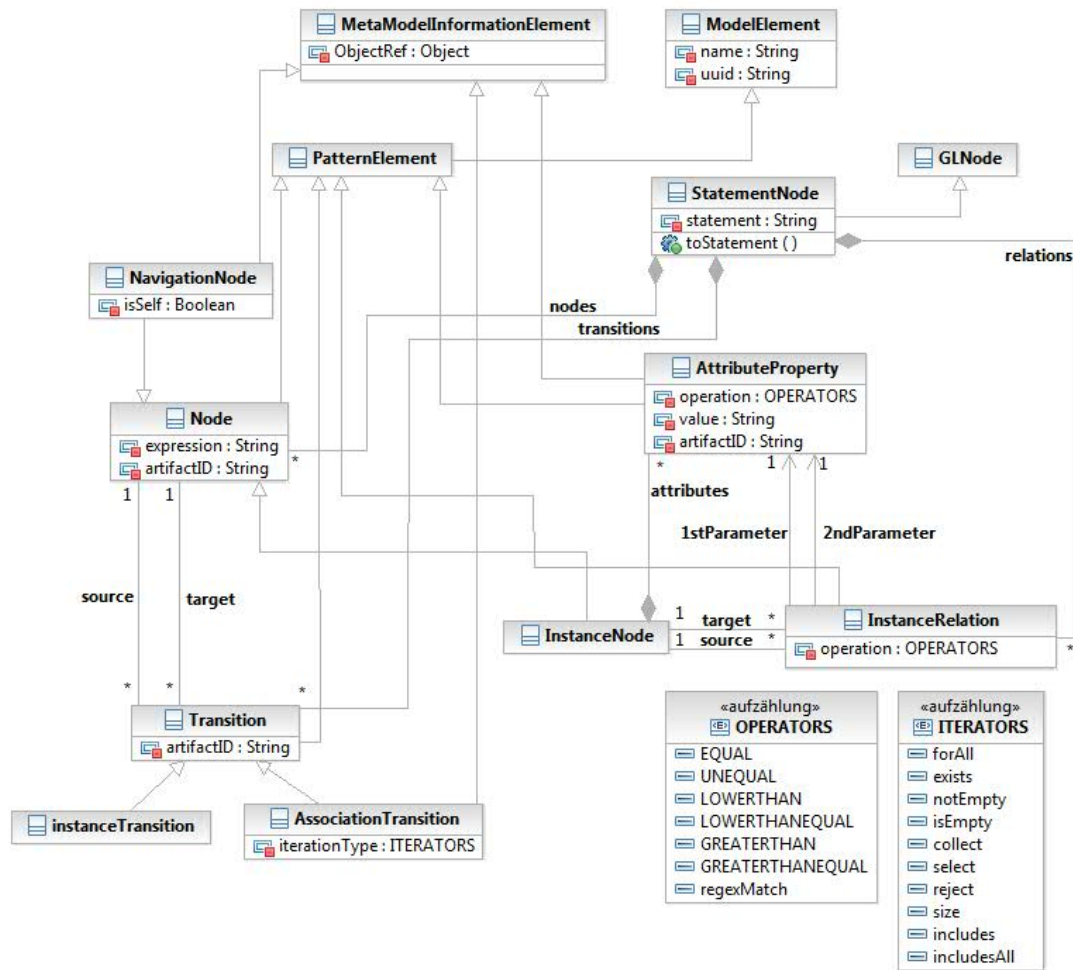 MetaModelInformationElement
ObjectRef : Object
ModelElement
name : String
uuid : String
PatternElement
GLNode
StatementNode
statement : String
toStatement ( )
relations
NavigationNode
isSelf : Boolean
nodes
transitions
AttributeProperty
operation : OPERATORS
value : String
artifactID : String
Node
expression : String
artifactID : String
*
*
1
1
1
1
attributes
1stParameter
2ndParameter
source
target
InstanceNode
1
target
*
1
source
*
InstanceRelation
operation : OPERATORS
*
*
*
*
Transition
artifactID : String
instanceTransition
AssociationTransition
iterationType : ITERATORS
«aufzählung»
OPERATORS
EQUAL
UNEQUAL
LOWERTHAN
LOWERTHANEQUAL
GREATERTHAN
GREATERTHANEQUAL
regexMatch
«aufzählung»
ITERATORS
forAll
exists
notEmpty
isEmpty
collect
select
reject
size
includes
includesAll